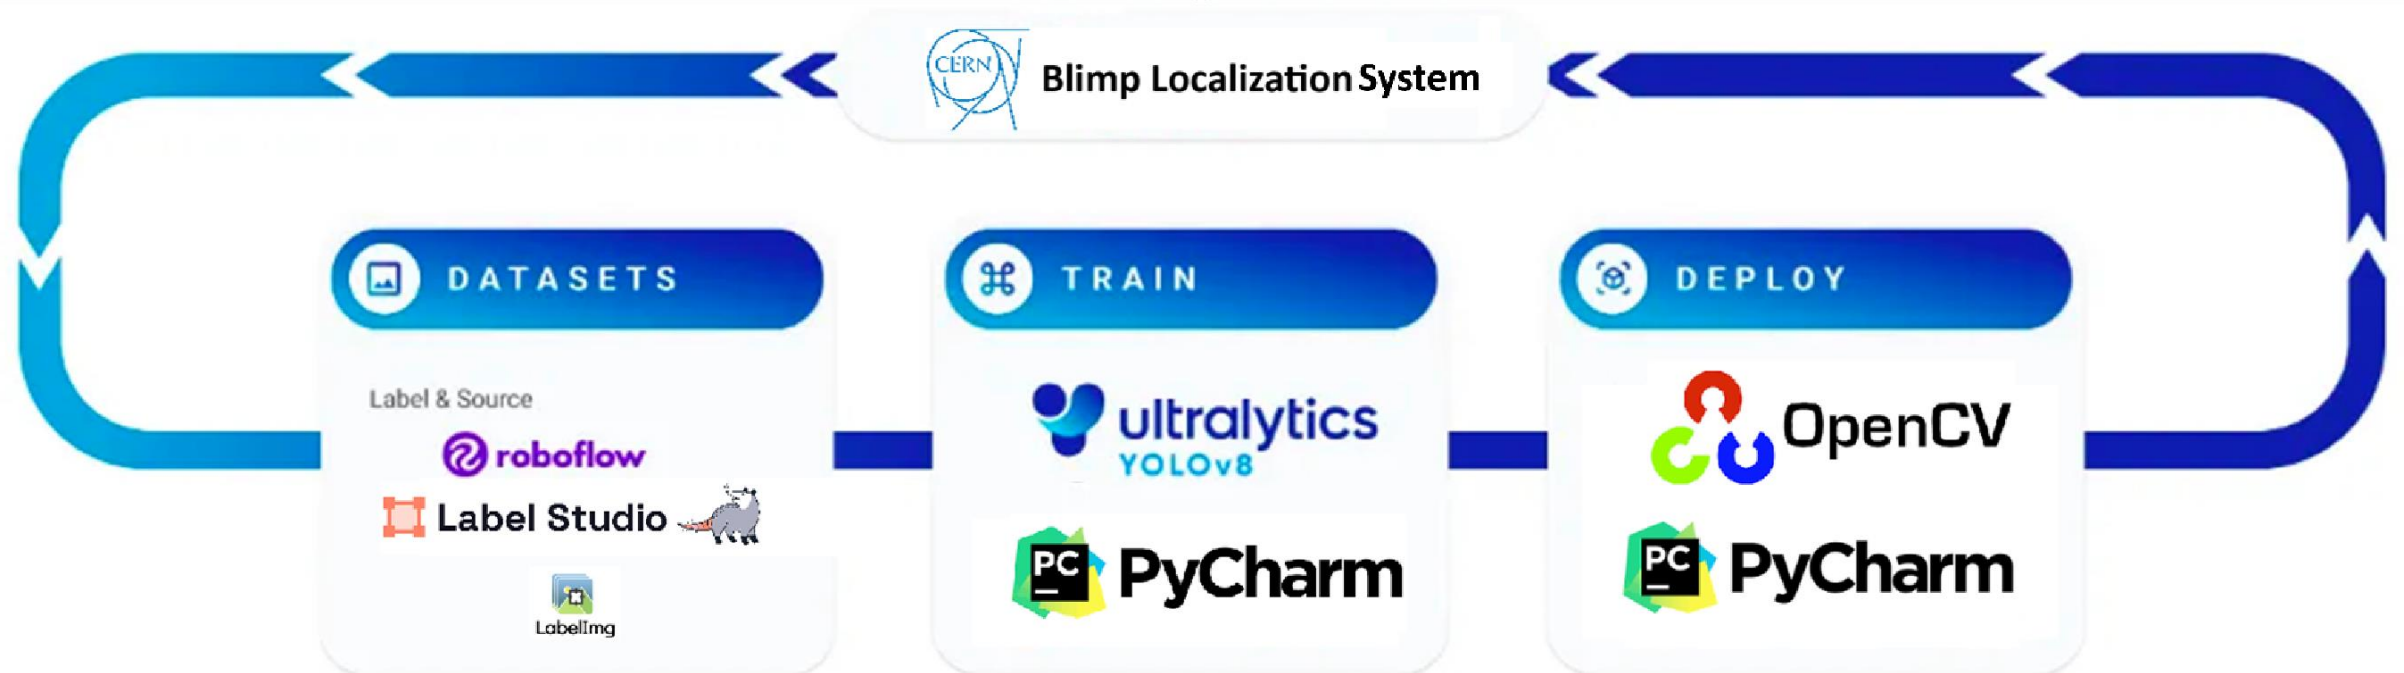 CERN
Blimp Localization System
DATASETS
Label & Source
roboflow
Label Studio
LabelImg
TRAIN
ultralytics
YOLOv8
PC
PyCharm
DEPLOY
OpenCV
PC
PyCharm